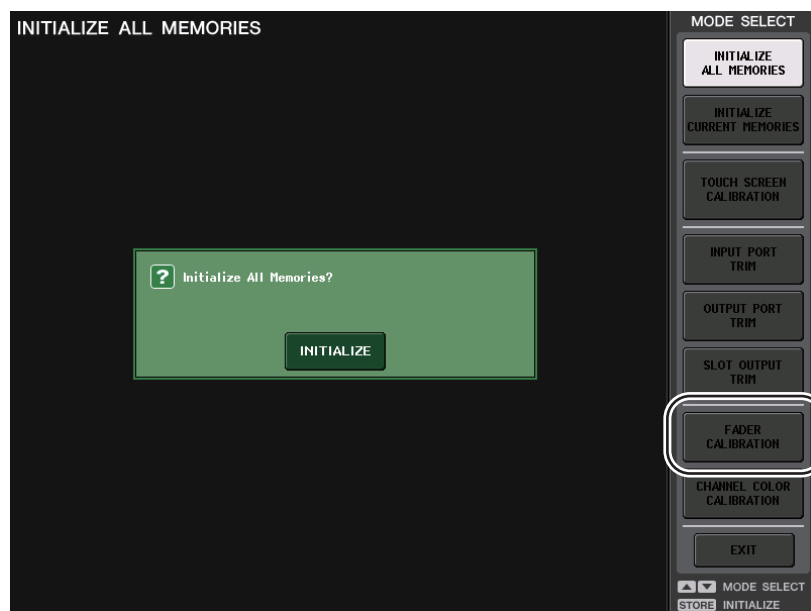 INITIALIZE ALL MEMORIES
? Initialize All Memories?
INITIALIZE
MODE SELECT
INITIALIZE
ALL MEMORIES
INITIALIZE
CURRENT MEMORIES
TOUCH SCREEN
CALIBRATION
INPUT PORT
TRIM
OUTPUT PORT
TRIM
SLOT OUTPUT
TRIM
FADER
CALIBRATION
CHANNEL COLOR
CALIBRATION
EXIT
▲ ▼ MODE SELECT
STORE INITIALIZE